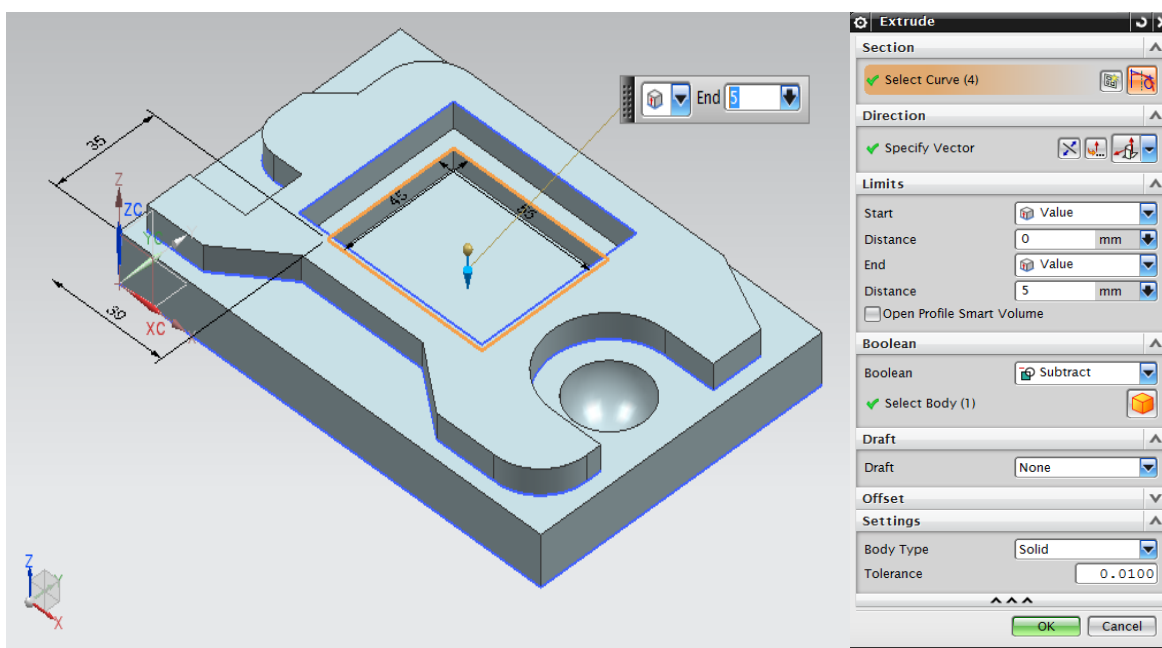 35
Z
ZC
YC
XC
45
End 5
Z
Y
X
Extrude
Section
Select Curve (4)
Direction
Specify Vector
Limits
Start Value
Distance 0 mm
End Value
Distance 5 mm
Open Profile Smart Volume
Boolean
Boolean Subtract
Select Body (1)
Draft
Draft None
Offset
Settings
Body Type Solid
Tolerance 0.0100
OK Cancel